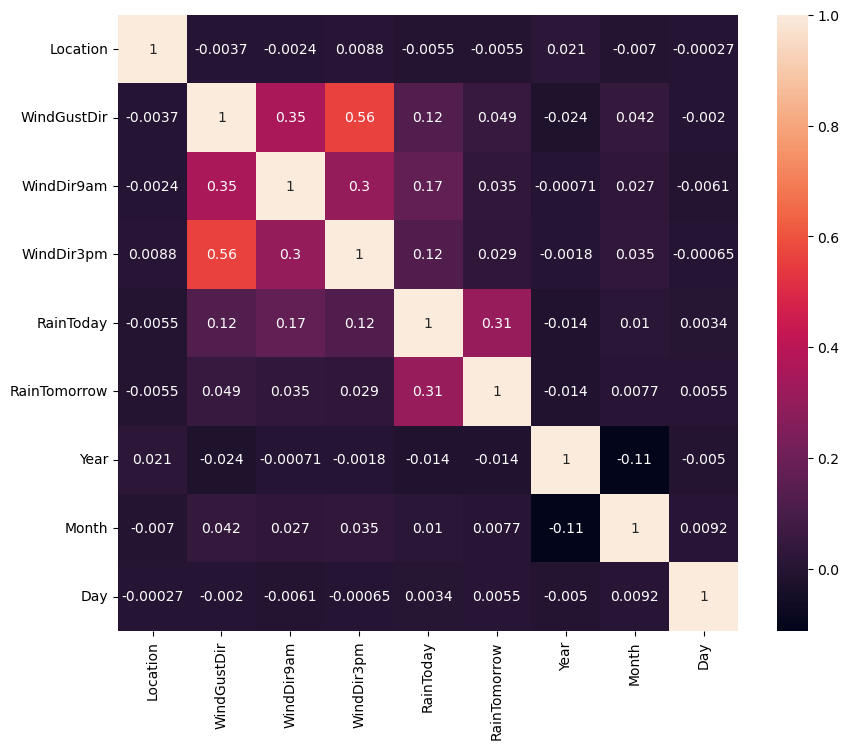 Location 1 -0.0037 -0.0024 0.0088 -0.0055 -0.0055 0.021 -0.007 -0.00027
WindGustDir -0.0037 1 0.35 0.56 0.12 0.049 -0.024 0.042 -0.002
WindDir9am -0.0024 0.35 1 0.3 0.17 0.035 -0.00071 0.027 -0.0061
WindDir3pm 0.0088 0.56 0.3 1 0.12 0.029 -0.0018 0.035 -0.00065
RainToday -0.0055 0.12 0.17 0.12 1 0.31 -0.014 0.01 0.0034
RainTomorrow -0.0055 0.049 0.035 0.029 0.31 1 -0.014 0.0077 0.0055
Year 0.021 -0.024 -0.00071 -0.0018 -0.014 -0.014 1 -0.11 -0.005
Month -0.007 0.042 0.027 0.035 0.01 0.0077 -0.11 1 0.0092
Day -0.00027 -0.002 -0.0061 -0.00065 0.0034 0.0055 -0.005 0.0092 1
Location WindGustDir WindDir9am WindDir3pm RainToday RainTomorrow Year Month Day
1.0
0.8
0.6
0.4
0.2
0.0